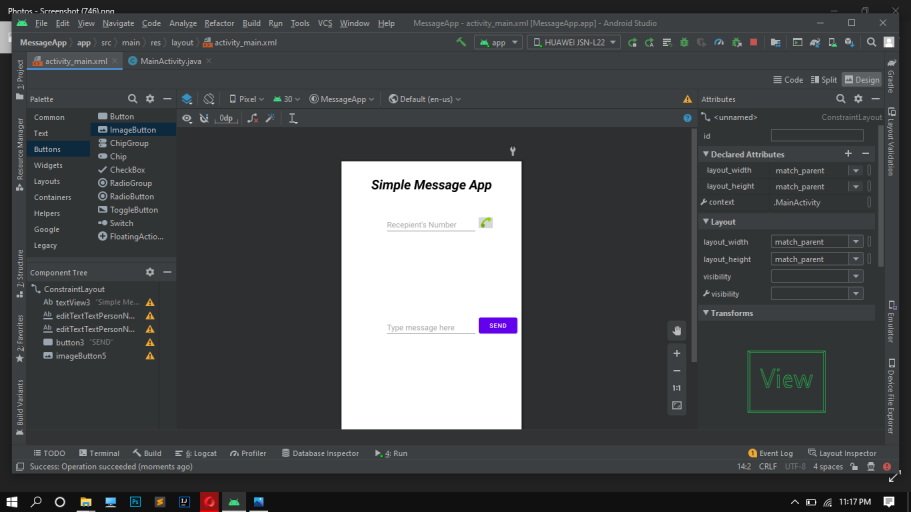 Photos - Screenshot (746).png
File Edit View Navigate Code Analyze Refactor Build Run Tools VCS Window Help MessageApp - activity_main.xml [MessageApp.app] - Android Studio
MessageApp app src main res layout activity_main.xml app HUAWEI JSN-L22
activity_main.xml MainActivity.java
Code Split Design
Palette Pixel 30 MessageApp Default (en-us) Attributes
0dp
<unnamed> ConstraintLayout
Common
Text
Buttons
Widgets
Layouts
Containers
Helpers
Google
Legacy
Button
ImageButton
ChipGroup
Chip
CheckBox
RadioGroup
RadioButton
ToggleButton
Switch
FloatingActio...
Component Tree
ConstraintLayout
Ab textView3 "Simple Me...
Ab editTextTextPersonN...
Ab editTextTextPersonN...
button3 "SEND"
imageButton5
Simple Message App
Recepient's Number
Type message here
SEND
1:1
id
Declared Attributes
layout_width match_parent
layout_height match_parent
context .MainActivity
Layout
layout_width match_parent
layout_height match_parent
visibility
visibility
Transforms
View
1: Project
Resource Manager
7: Structure
2: Favorites
Build Variants
Gradle
Layout Validation
Emulator
Device File Explorer
TODO Terminal Build 6: Logcat Profiler Database Inspector 4: Run 1 Event Log Layout Inspector
Success: Operation succeeded (moments ago) 14:2 CRLF UTF-8 4 spaces
Ps IJ 11:17 PM